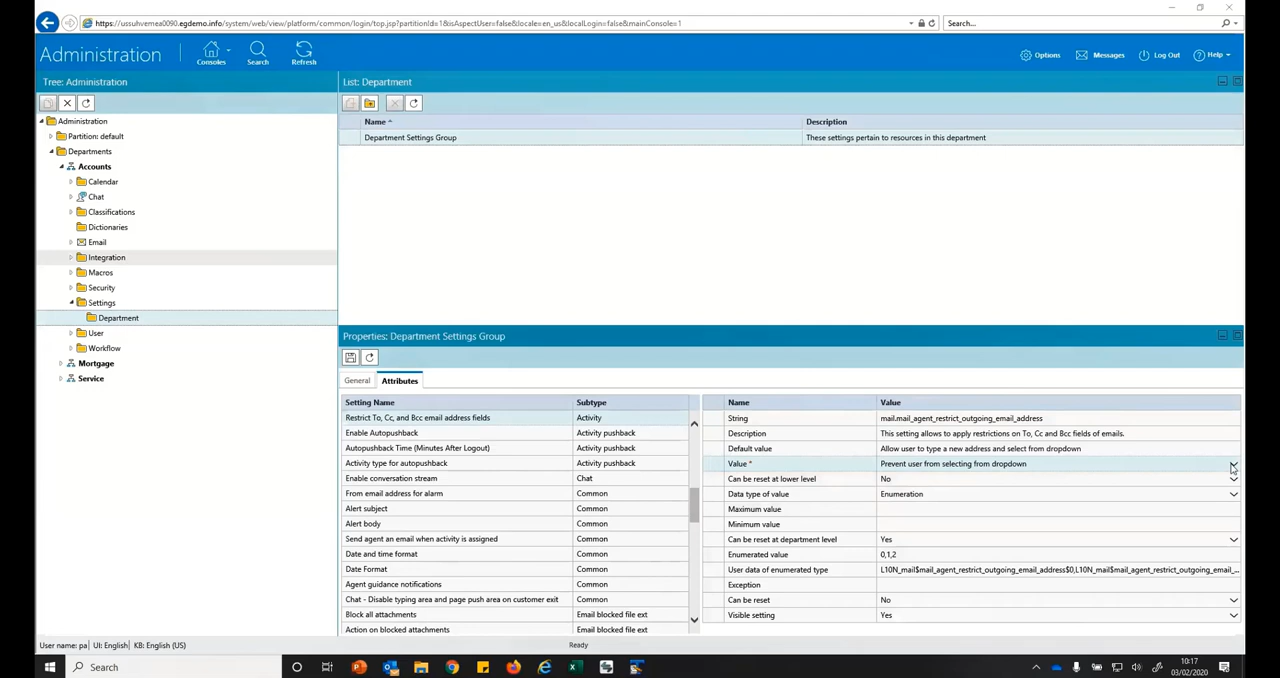 https://ussuhvemea0090.egdemo.info/system/web/view/platform/common/login/top.jsp?partitionId=1&isAspectUser=false&locale=en_us&localLogin=false&mainConsole=1
Search...
Administration
Consoles
Search
Refresh
Options
Messages
Log Out
Help
Tree: Administration
List: Department
Administration
Partition: default
Departments
Accounts
Calendar
Chat
Classifications
Dictionaries
Email
Integration
Macros
Security
Settings
Department
User
Workflow
Mortgage
Service
Name Description
Department Settings Group These settings pertain to resources in this department
Properties: Department Settings Group
General Attributes
Setting Name Subtype
Restrict To, Cc, and Bcc email address fields Activity
Enable Autopushback Activity pushback
Autopushback Time (Minutes After Logout) Activity pushback
Activity type for autopushback Activity pushback
Enable conversation stream Chat
From email address for alarm Common
Alert subject Common
Alert body Common
Send agent an email when activity is assigned Common
Date and time format Common
Date Format Common
Agent guidance notifications Common
Chat - Disable typing area and page push area on customer exit Common
Block all attachments Email blocked file ext
Action on blocked attachments Email blocked file ext
Name Value
String mail.mail_agent_restrict_outgoing_email_address
Description This setting allows to apply restrictions on To, Cc and Bcc fields of emails.
Default value Allow user to type a new address and select from dropdown
Value * Prevent user from selecting from dropdown
Can be reset at lower level No
Data type of value Enumeration
Maximum value
Minimum value
Can be reset at department level Yes
Enumerated value 0,1,2
User data of enumerated type L10N_mail$mail_agent_restrict_outgoing_email_address$0,L10N_mail$mail_agent_restrict_outgoing_email_...
Exception
Can be reset No
Visible setting Yes
User name: pa UI: English KB: English (US) Ready
Search
10:17
03/02/2020